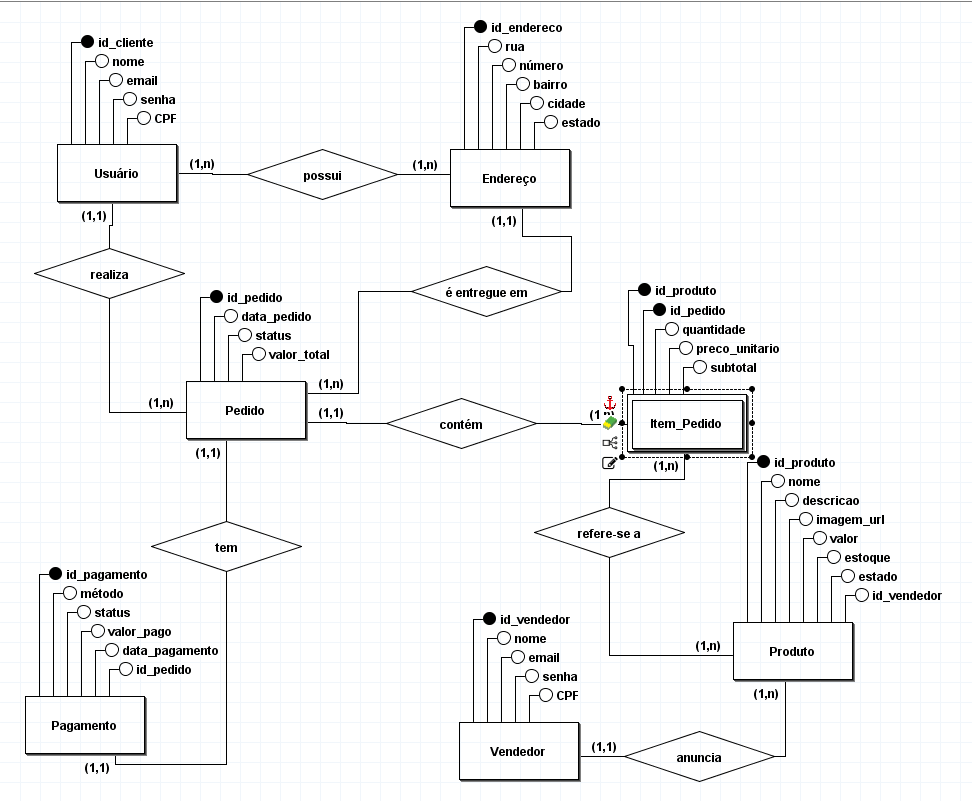 id_cliente
nome
email
senha
CPF
Usuário
(1,n)
possui
(1,n)
id_endereco
rua
número
bairro
cidade
estado
Endereço
(1,1)
(1,1)
realiza
é entregue em
id_pedido
data_pedido
status
valor_total
(1,n)
Pedido
(1,n)
(1,1)
(1,1)
contém
id_produto
id_pedido
quantidade
preco_unitario
subtotal
Item_Pedido
(1,n)
refere-se a
tem
id_produto
nome
descricao
imagem_url
valor
estoque
estado
id_vendedor
(1,n)
Produto
(1,n)
id_pagamento
método
status
valor_pago
data_pagamento
id_pedido
Pagamento
(1,1)
id_vendedor
nome
email
senha
CPF
Vendedor
(1,1)
anuncia